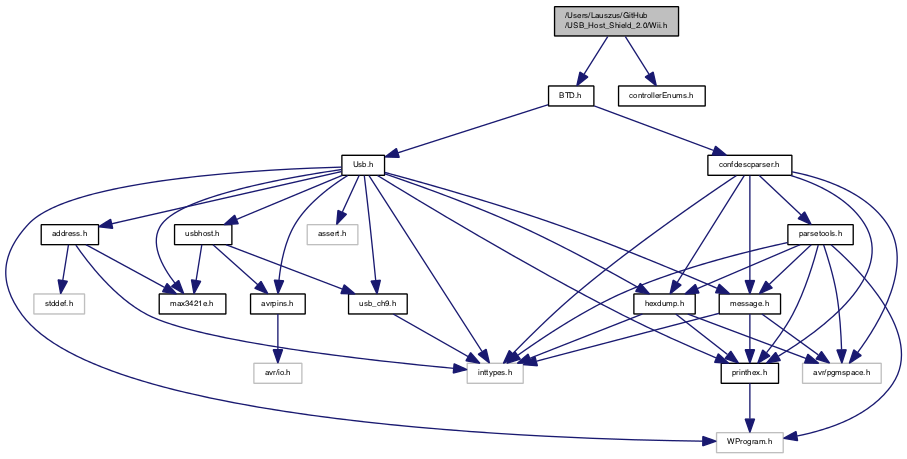 /Users/Lauszus/GitHub
/USB_Host_Shield_2.0/Wii.h
BTD.h
controllerEnums.h
Usb.h
confdescparser.h
address.h
usbhost.h
assert.h
parsetools.h
stddef.h
max3421e.h
avrpins.h
usb_ch9.h
hexdump.h
message.h
avr/io.h
inttypes.h
printhex.h
avr/pgmspace.h
WProgram.h